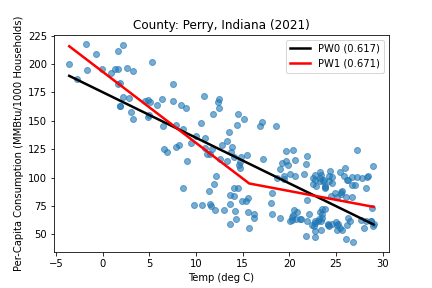 County: Perry, Indiana (2021)
Per-Capita Consumption (MMBtu/1000 Households)
225
200
175
150
125
100
75
50
PW0 (0.617)
PW1 (0.671)
−5 0 5 10 15 20 25 30
Temp (deg C)